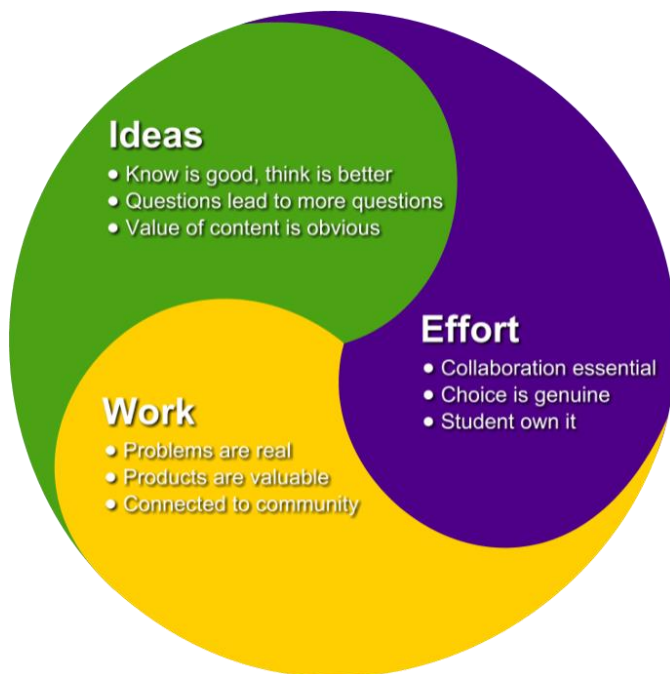 Ideas
• Know is good, think is better
• Questions lead to more questions
• Value of content is obvious
Effort
• Collaboration essential
• Choice is genuine
• Student own it
Work
• Problems are real
• Products are valuable
• Connected to community